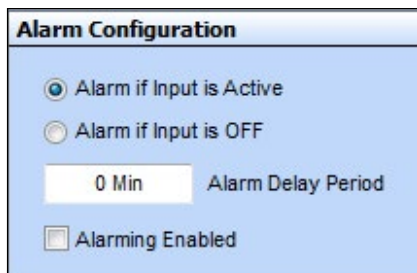 Alarm Configuration
Alarm if Input is Active
Alarm if Input is OFF
0 Min Alarm Delay Period
Alarming Enabled